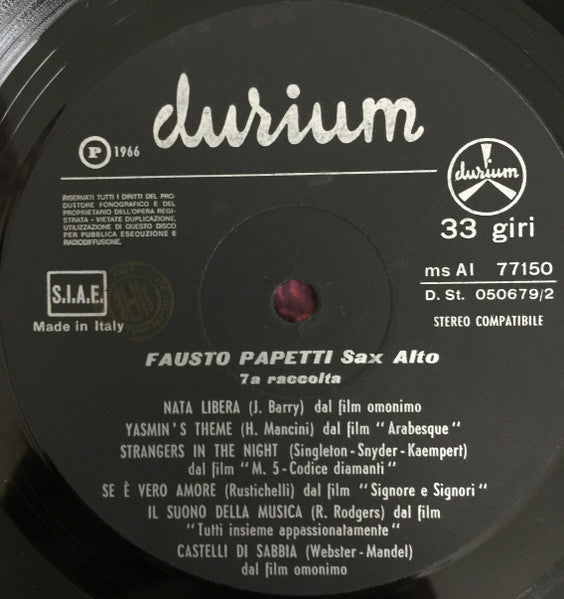 durium
P 1966
RISERVATI TUTTI I DIRITTI DEL PRO-
DUTTORE FONOGRAFICO E DEL
PROPRIETARIO DELL'OPERA REGI-
STRATA - VIETATE DUPLICAZIONE,
UTILIZZAZIONE DI QUESTO DISCO
PER PUBBLICA ESECUZIONE E
RADIODIFFUSIONE.
durium
33 giri
ms AI 77150
D. St. 050679/2
STEREO COMPATIBILE
S.I.A.E.
Made in Italy
FAUSTO PAPETTI Sax Alto
7a raccolta
NATA LIBERA (J. Barry) dal film omonimo
YASMIN'S THEME (H. Mancini) dal film "Arabesque"
STRANGERS IN THE NIGHT (Singleton-Snyder-Kaempert)
dal film "M. 5-Codice diamanti"
SE È VERO AMORE (Rustichelli) dal film "Signore e Signori"
IL SUONO DELLA MUSICA (R. Rodgers) dal film
"Tutti insieme appassionatamente"
CASTELLI DI SABBIA (Webster-Mandel)
dal film omonimo